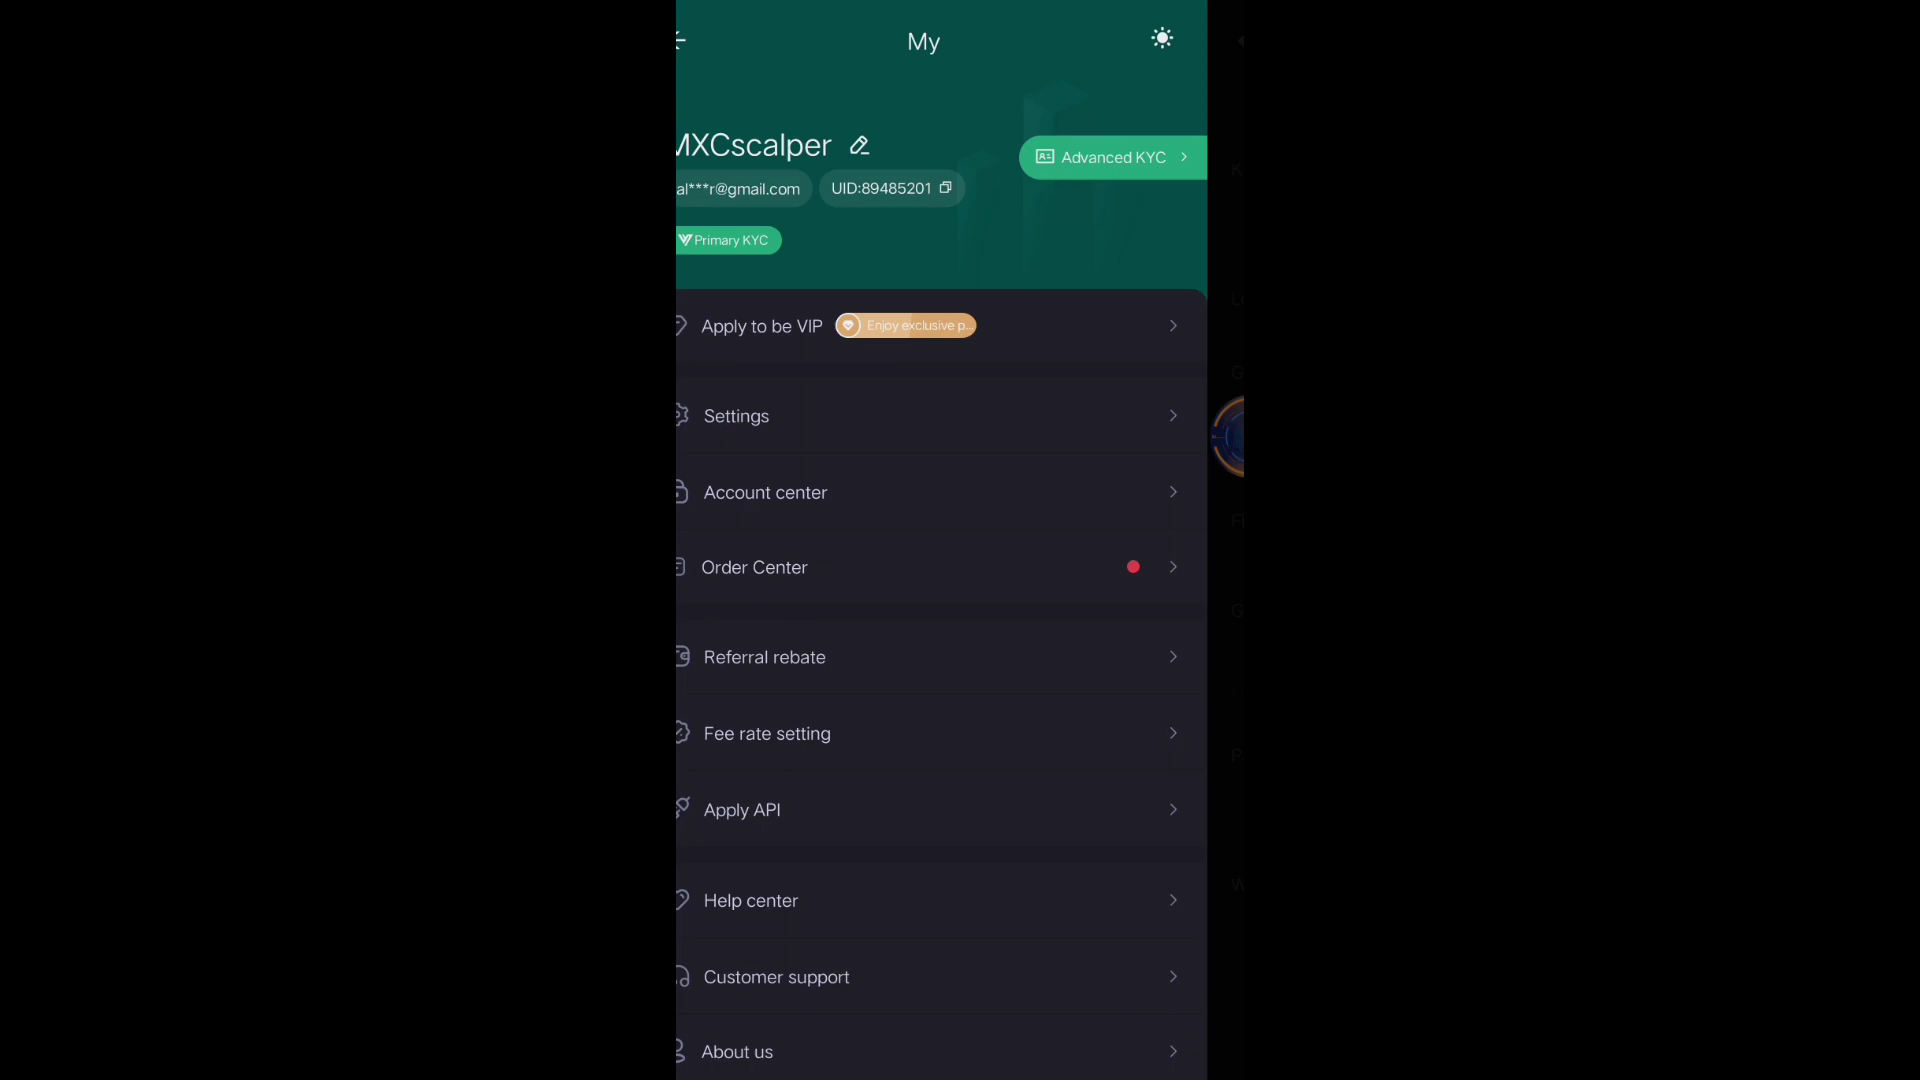 My
MXCscalper
Advanced KYC
al***r@gmail.com
UID:89485201
Primary KYC
Apply to be VIP
Enjoy exclusive p...
Settings
Account center
Order Center
Referral rebate
Fee rate setting
Apply API
Help center
Customer support
About us